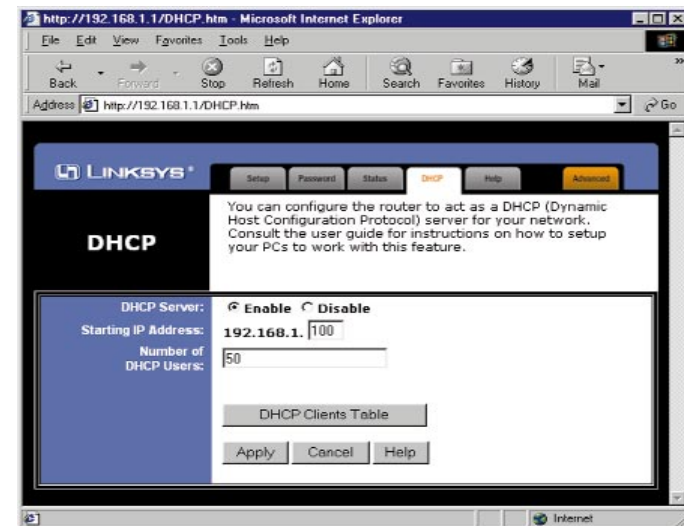 http://192.168.1.1/DHCP.htm - Microsoft Internet Explorer
File Edit View Favorites Tools Help
Back Forward Stop Refresh Home Search Favorites History Mail »
Address http://192.168.1.1/DHCP.htm Go
LINKSYS®
Setup Password Status DHCP Help Advanced
DHCP
You can configure the router to act as a DHCP (Dynamic
Host Configuration Protocol) server for your network.
Consult the user guide for instructions on how to setup
your PCs to work with this feature.
DHCP Server: Enable Disable
Starting IP Address: 192.168.1. 100
Number of
DHCP Users: 50
DHCP Clients Table
Apply Cancel Help
Internet